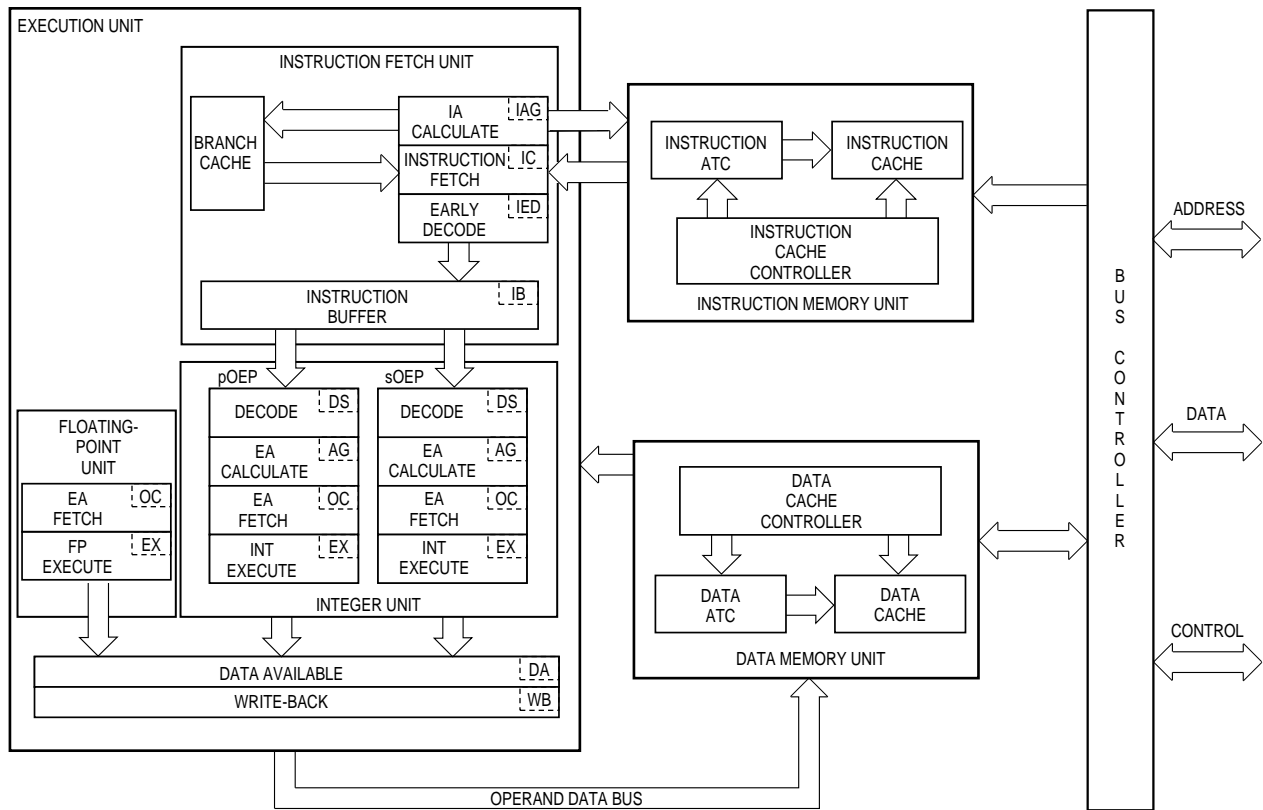 EXECUTION UNIT
INSTRUCTION FETCH UNIT
BRANCH
CACHE
IA
CALCULATE
IAG
INSTRUCTION
FETCH
IC
EARLY
DECODE
IED
INSTRUCTION
BUFFER
IB
pOEP
DECODE
DS
EA
CALCULATE
AG
EA
FETCH
OC
INT
EXECUTE
EX
sOEP
DECODE
DS
EA
CALCULATE
AG
EA
FETCH
OC
INT
EXECUTE
EX
INTEGER UNIT
FLOATING-
POINT
UNIT
EA
FETCH
OC
FP
EXECUTE
EX
DATA AVAILABLE
DA
WRITE-BACK
WB
INSTRUCTION
ATC
INSTRUCTION
CACHE
INSTRUCTION
CACHE
CONTROLLER
INSTRUCTION MEMORY UNIT
DATA
CACHE
CONTROLLER
DATA
ATC
DATA
CACHE
DATA MEMORY UNIT
OPERAND DATA BUS
BUS CONTROLLER
ADDRESS
DATA
CONTROL